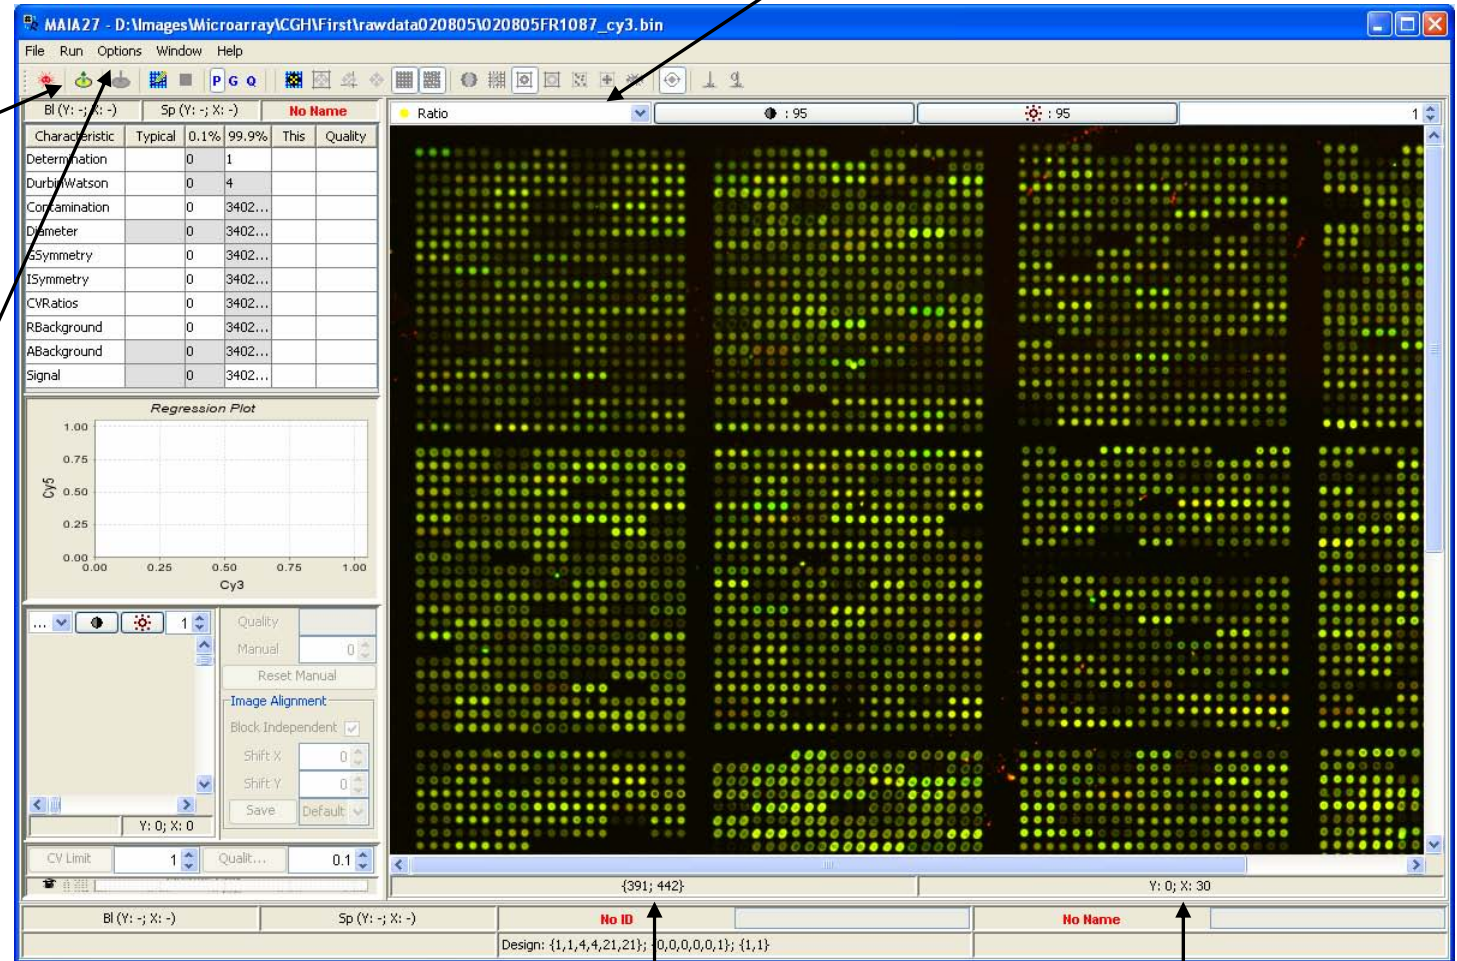 MAIA27 - D:\Images\Microarray\CGH\First\rawdata020805\020805FR1087_cy3.bin
File Run Options Window Help
P G Q
Bl (Y: -; X: -) Sp (Y: -; X: -) No Name
Ratio : 95 : 95 1
Characteristic Typical 0.1% 99.9% This Quality
Determination 0 1
DurbinWatson 0 4
Contamination 0 3402...
Diameter 0 3402...
GSymmetry 0 3402...
ISymmetry 0 3402...
CVRatios 0 3402...
RBackground 0 3402...
ABackground 0 3402...
Signal 0 3402...
Regression Plot
1.00
0.75
0.50
0.25
0.00
Cy5
0.00 0.25 0.50 0.75 1.00
Cy3
... 1
Quality
Manual 0
Reset Manual
Image Alignment
Block Independent
Shift X 0
Shift Y 0
Save Default
Y: 0; X: 0
CV Limit 1 Qualit... 0.1
{391; 442} Y: 0; X: 30
Bl (Y: -; X: -) Sp (Y: -; X: -) No ID No Name
Design: {1,1,4,4,21,21}; {0,0,0,0,0,1}; {1,1}